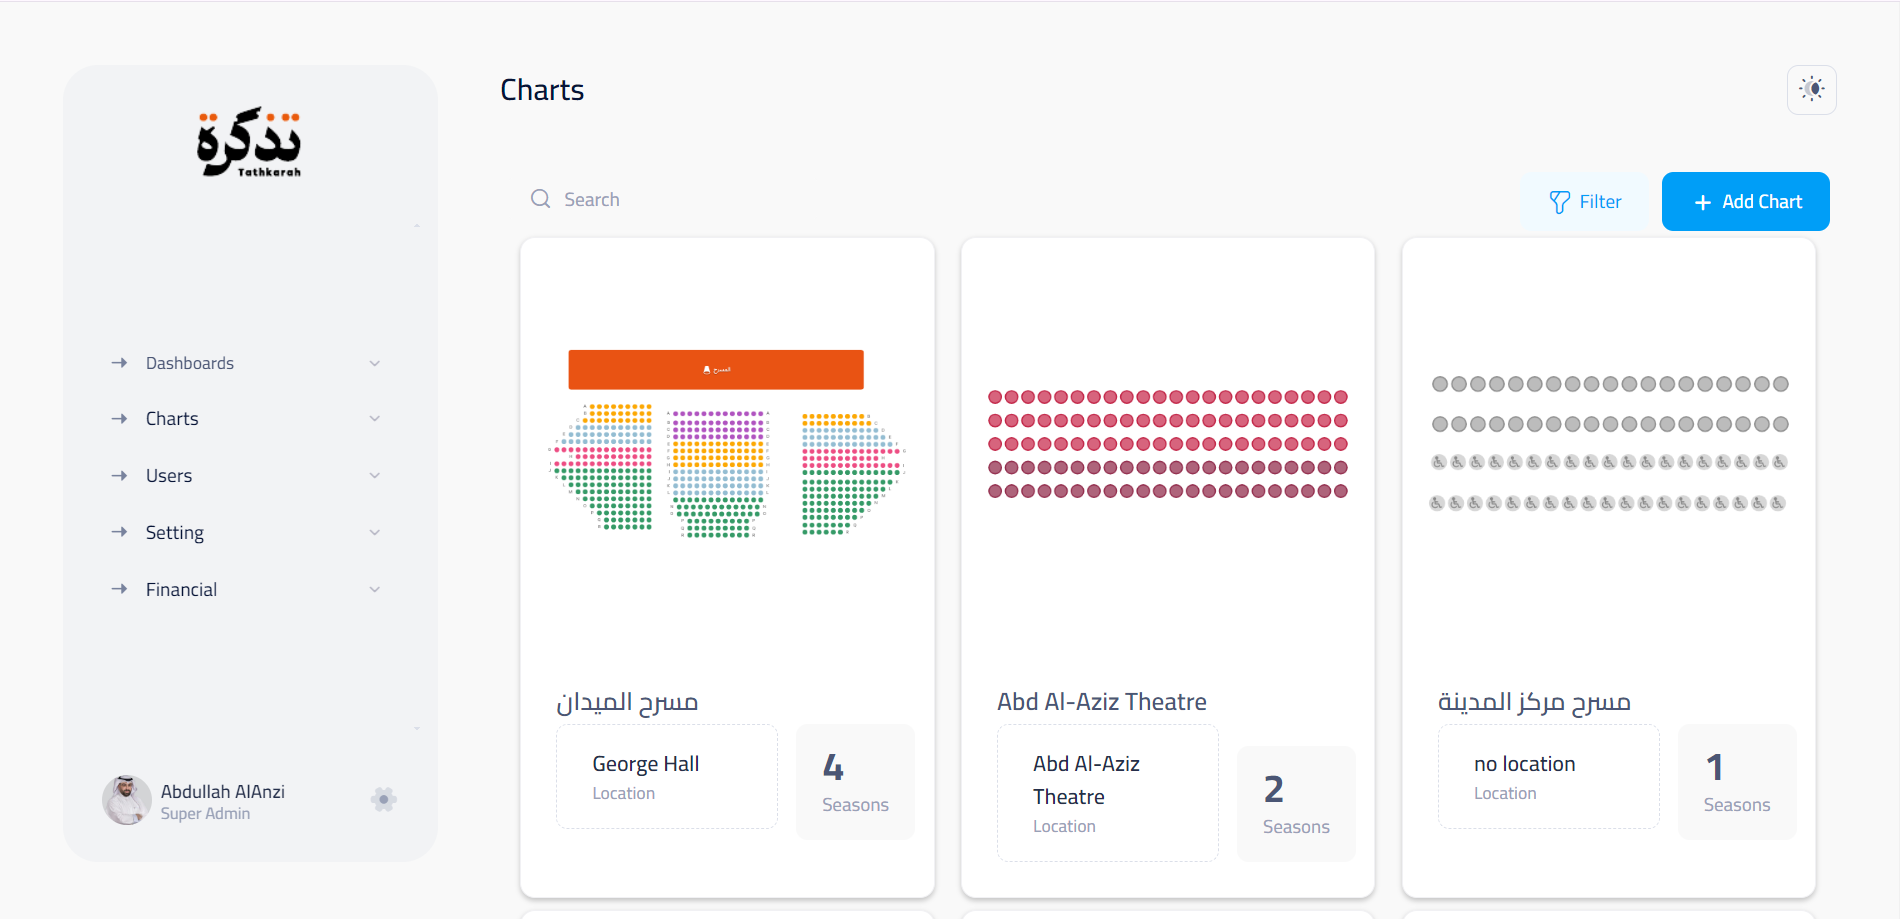 تذكرة
Tathkarah
Dashboards
Charts
Users
Setting
Financial
Abdullah AlAnzi
Super Admin
Charts
Search
Filter
Add Chart
المسرح
مسرح الميدان
George Hall
Location
4
Seasons
Abd Al-Aziz Theatre
Abd Al-Aziz
Theatre
Location
2
Seasons
مسرح مركز المدينة
no location
Location
1
Seasons